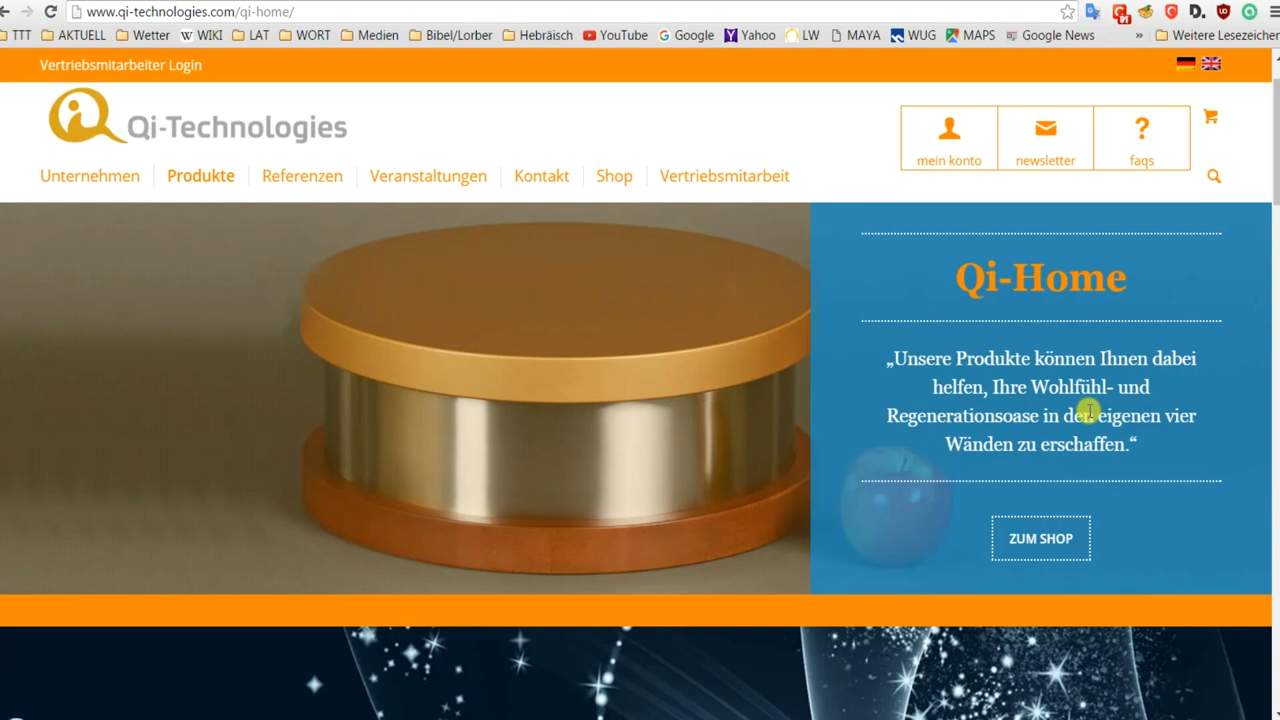 www.qi-technologies.com/qi-home/
91
TTT AKTUELL Wetter WIKI LAT WORT Medien Bibel/Lorber Hebräisch YouTube Google Yahoo LW MAYA WUG MAPS Google News » Weitere Lesezeichen
Vertriebsmitarbeiter Login
Qi-Technologies
mein konto newsletter faqs
Unternehmen Produkte Referenzen Veranstaltungen Kontakt Shop Vertriebsmitarbeit
Qi-Home
„Unsere Produkte können Ihnen dabei
helfen, Ihre Wohlfühl- und
Regenerationsoase in den eigenen vier
Wänden zu erschaffen.“
ZUM SHOP